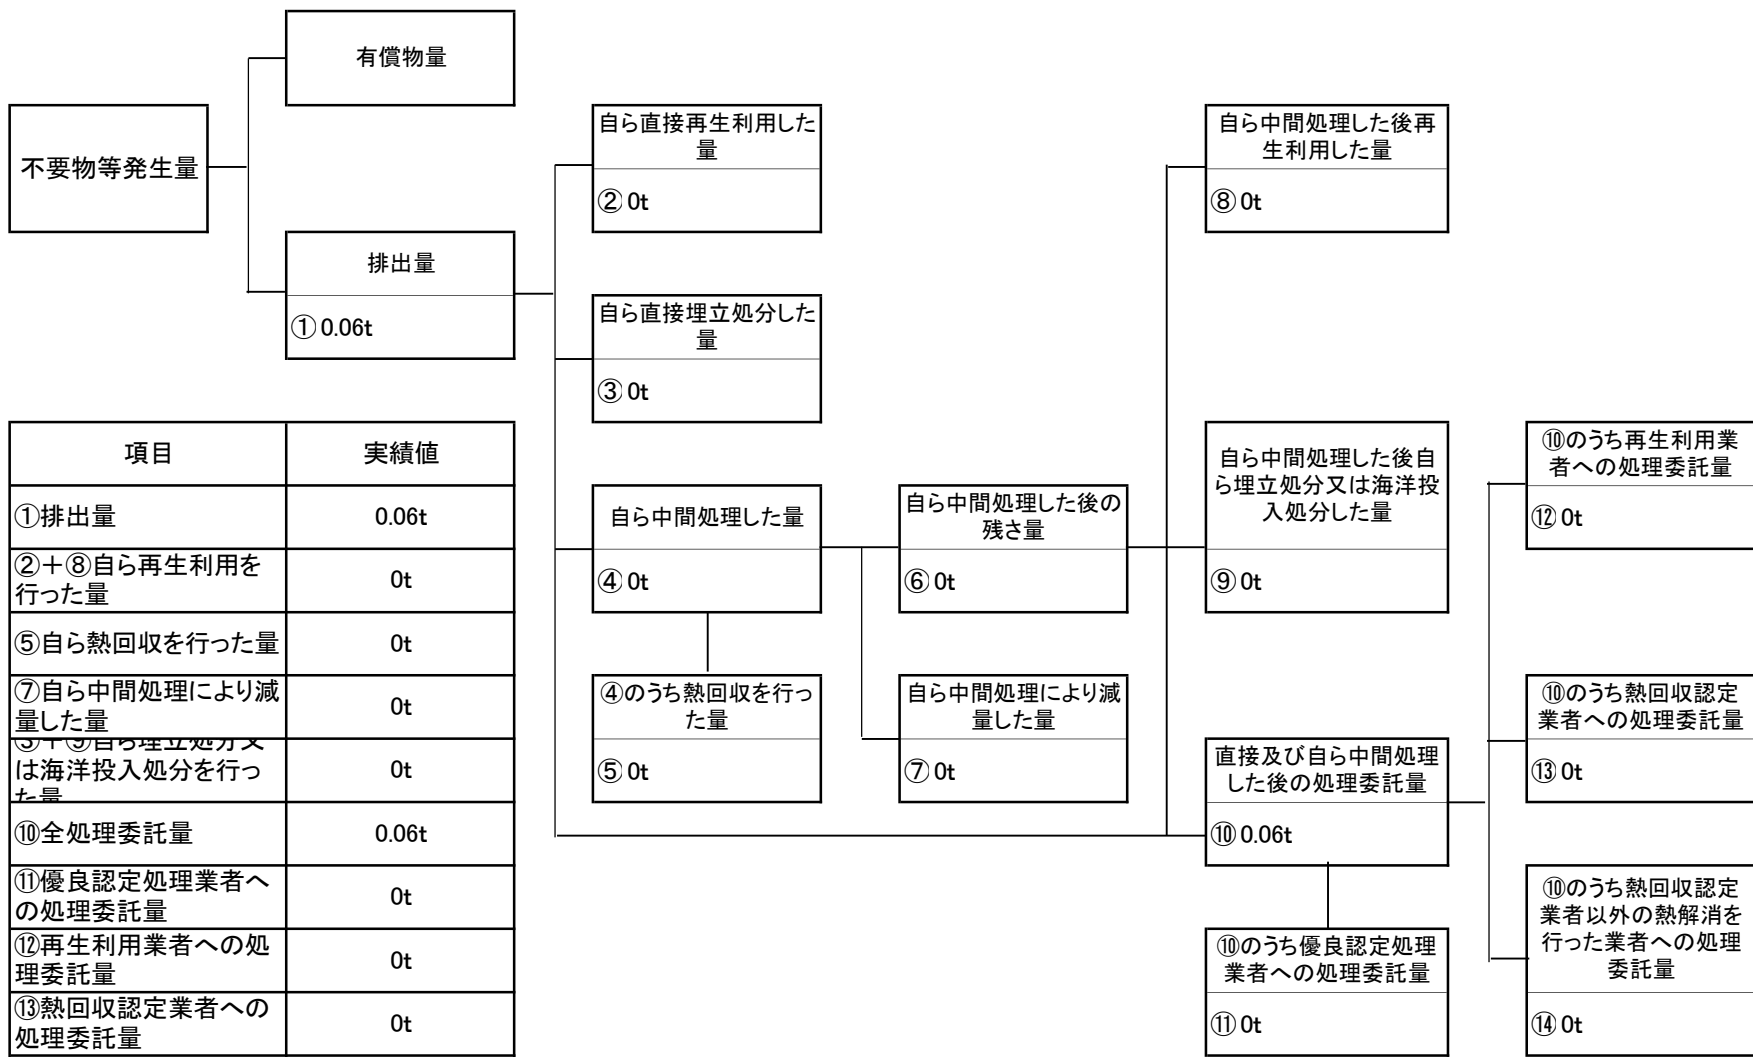 有償物量
不要物等発生量
排出量
① 0.06t
自ら直接再生利用した
量
② 0t
自ら直接埋立処分した
量
③ 0t
自ら中間処理した量
④ 0t
④のうち熱回収を行っ
た量
⑤ 0t
自ら中間処理した後の
残さ量
⑥ 0t
自ら中間処理により減
量した量
⑦ 0t
自ら中間処理した後再
生利用した量
⑧ 0t
自ら中間処理した後自
ら埋立処分又は海洋投
入処分した量
⑨ 0t
直接及び自ら中間処理
した後の処理委託量
⑩ 0.06t
⑩のうち優良認定処理
業者への処理委託量
⑪ 0t
⑩のうち再生利用業
者への処理委託量
⑫ 0t
⑩のうち熱回収認定
業者への処理委託量
⑬ 0t
⑩のうち熱回収認定
業者以外の熱解消を
行った業者への処理
委託量
⑭ 0t
項目 実績値
①排出量 0.06t
②＋⑧自ら再生利用を
行った量
0t
⑤自ら熱回収を行った量 0t
⑦自ら中間処理により減
量した量
0t
③＋⑨自ら埋立処分又
は海洋投入処分を行っ
た量
0t
⑩全処理委託量 0.06t
⑪優良認定処理業者へ
の処理委託量
0t
⑫再生利用業者への処
理委託量
0t
⑬熱回収認定業者への
処理委託量
0t